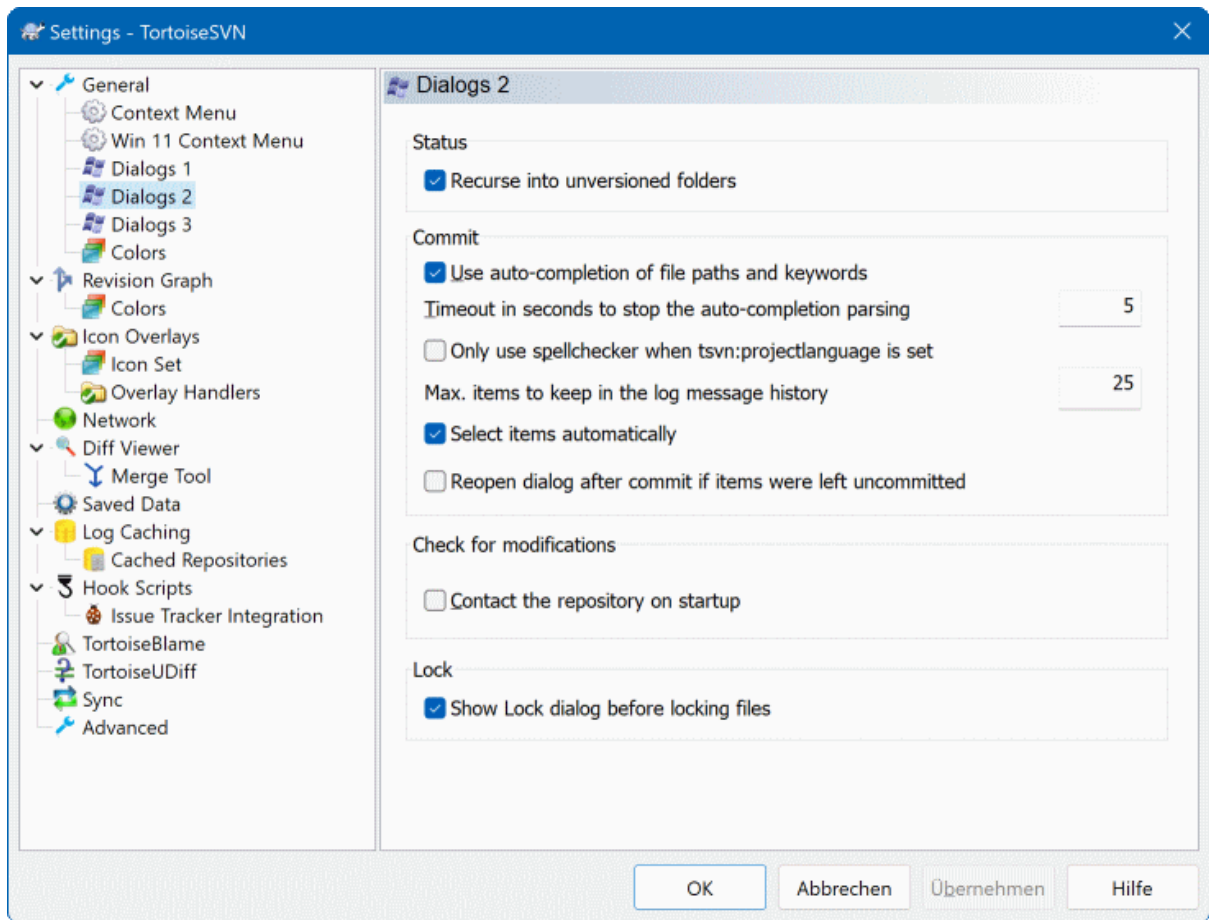 Settings - TortoiseSVN
General
Context Menu
Win 11 Context Menu
Dialogs 1
Dialogs 2
Dialogs 3
Colors
Revision Graph
Colors
Icon Overlays
Icon Set
Overlay Handlers
Network
Diff Viewer
Merge Tool
Saved Data
Log Caching
Cached Repositories
Hook Scripts
Issue Tracker Integration
TortoiseBlame
TortoiseUDiff
Sync
Advanced
Dialogs 2
Status
Recurse into unversioned folders
Commit
Use auto-completion of file paths and keywords
Timeout in seconds to stop the auto-completion parsing 5
Only use spellchecker when tsvn:projectlanguage is set
Max. items to keep in the log message history 25
Select items automatically
Reopen dialog after commit if items were left uncommitted
Check for modifications
Contact the repository on startup
Lock
Show Lock dialog before locking files
OK Abbrechen Übernehmen Hilfe